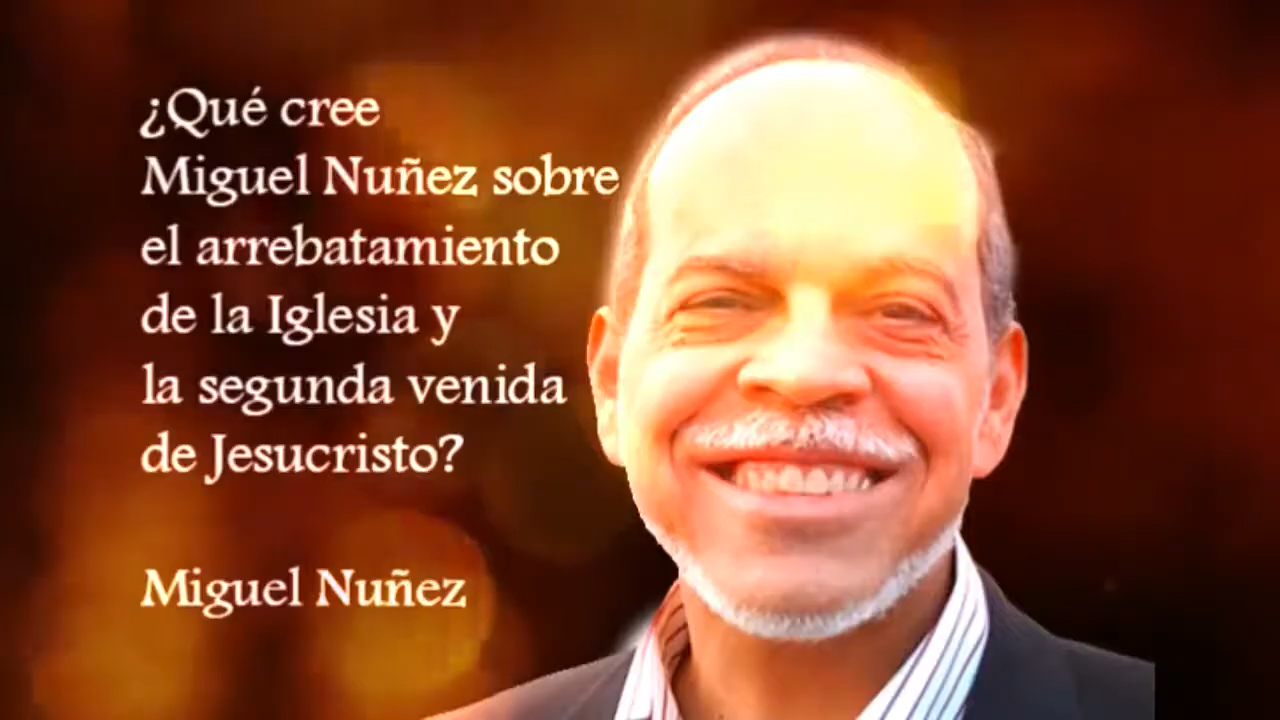 ¿Qué cree
Miguel Nuñez sobre
el arrebatamiento
de la Iglesia y
la segunda venida
de Jesucristo?
Miguel Nuñez